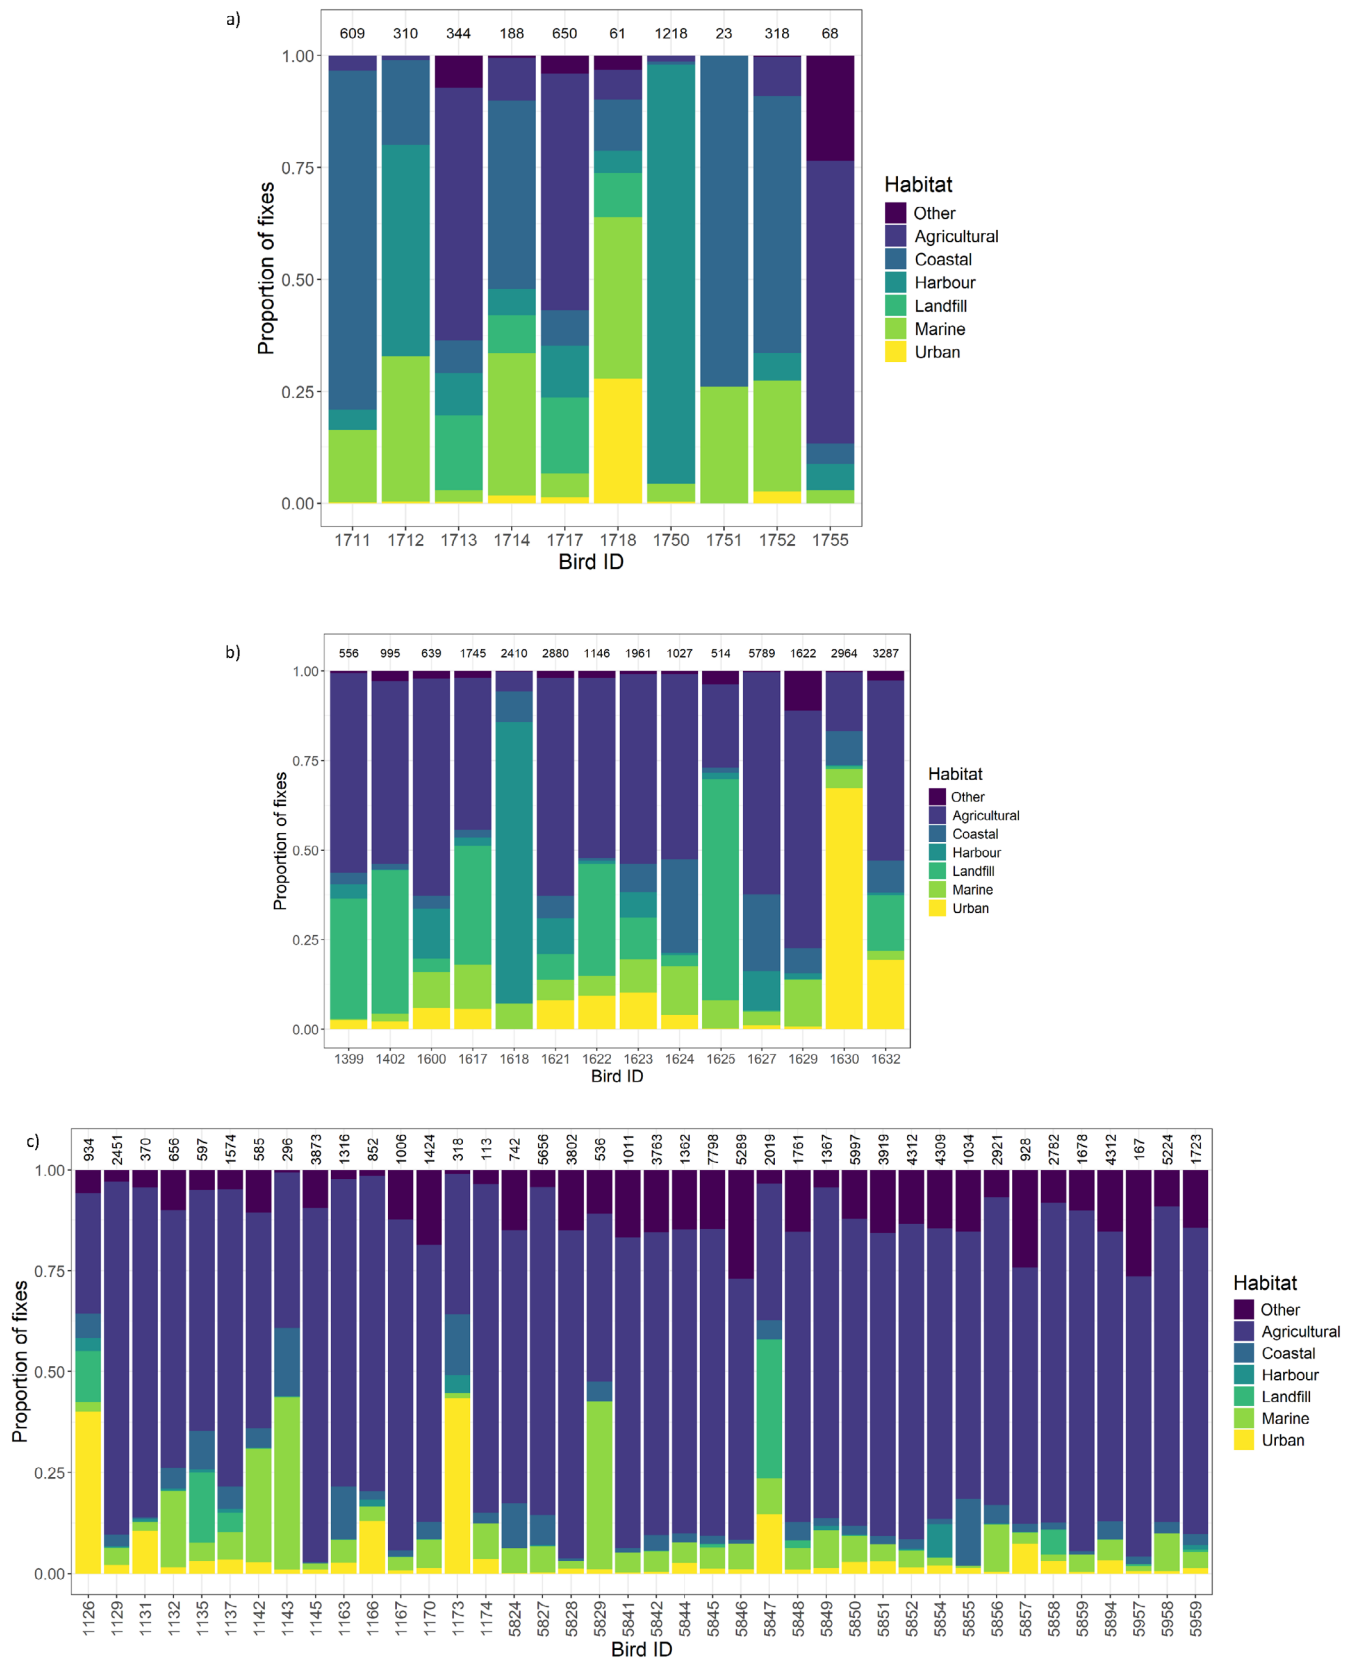 a)
609 310 344 188 650 61 1218 23 318 68
1.00
0.75
0.50
0.25
0.00
Proportion of fixes
1711 1712 1713 1714 1717 1718 1750 1751 1752 1755
Bird ID
Habitat
Other
Agricultural
Coastal
Harbour
Landfill
Marine
Urban
b)
556 995 639 1745 2410 2880 1146 1961 1027 514 5789 1622 2964 3287
1.00
0.75
0.50
0.25
0.00
Proportion of fixes
1399 1402 1600 1617 1618 1621 1622 1623 1624 1625 1627 1629 1630 1632
Bird ID
Habitat
Other
Agricultural
Coastal
Harbour
Landfill
Marine
Urban
c)
934 2451 370 656 597 1574 585 296 3873 1316 852 1006 1424 318 113 742 5656 3802 536 1011 3763 1362 7798 5289 2019 1761 1367 5997 3919 4312 4309 1034 2921 928 2782 1678 4312 167 5224 1723
1.00
0.75
0.50
0.25
0.00
Proportion of fixes
1126 1129 1131 1132 1135 1137 1142 1143 1145 1163 1166 1167 1170 1173 1174 5824 5827 5828 5829 5841 5842 5844 5845 5846 5847 5848 5849 5850 5851 5852 5854 5855 5856 5857 5858 5859 5894 5957 5958 5959
Bird ID
Habitat
Other
Agricultural
Coastal
Harbour
Landfill
Marine
Urban